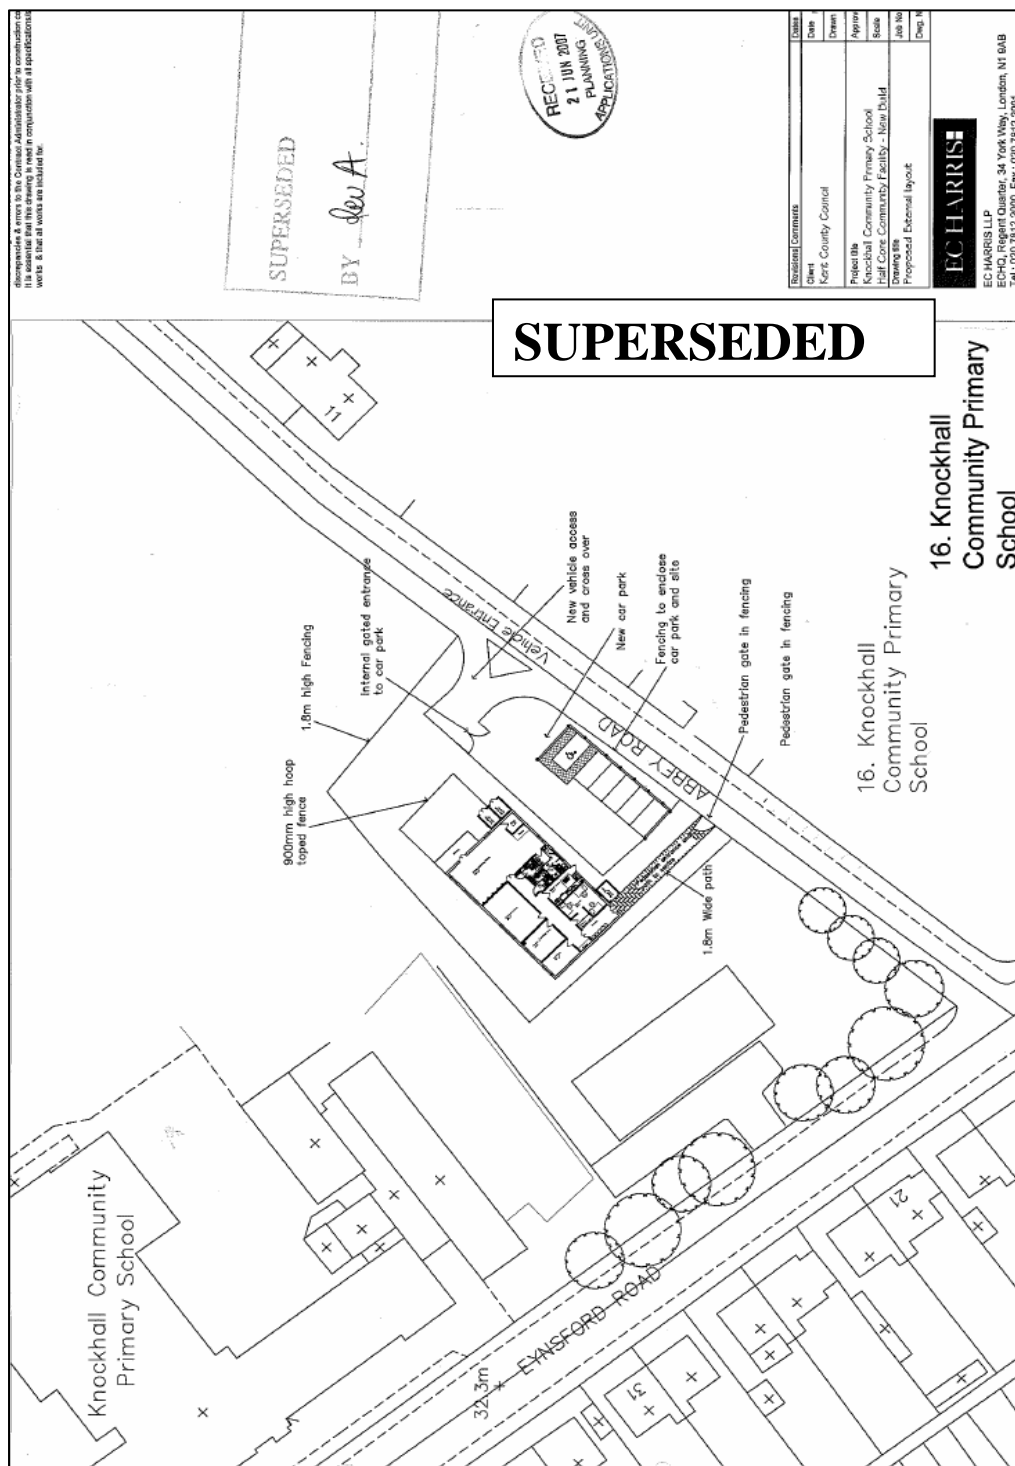 discrepancies & errors to the Contract Administrator prior to construction
It is essential that this drawing is read in conjunction with all specifications
works & that all works are included for.
SUPERSEDED
BY
RECEIVED
21 JUN 2007
PLANNING
APPLICATIONS UNIT
Revisions Comments
Dates
Client
Kent County Council
Date
Drawn
Project title
Knockhall Community Primary School
Half Core Community Facility - New Build
Scale
Drawing title
Proposed External layout
Job No
EC HARRIS
EC HARRIS LLP
ECHQ, Regent Quarter, 34 York Way, London, N1 9AB
SUPERSEDED
16. Knockhall
Community Primary
School
16. Knockhall
Community Primary
School
11
Vehicle Entrance
New vehicle access
and cross over
Internal gated entrance
to car park
1.8m high Fencing
New car park
Fencing to enclose
car park and site
Pedestrian gate in fencing
Pedestrian gate in fencing
900mm high hoop
toped fence
ABBEY ROAD
1.8m Wide path
Knockhall Community
Primary School
EYNSFORD ROAD
32.3m
21
31